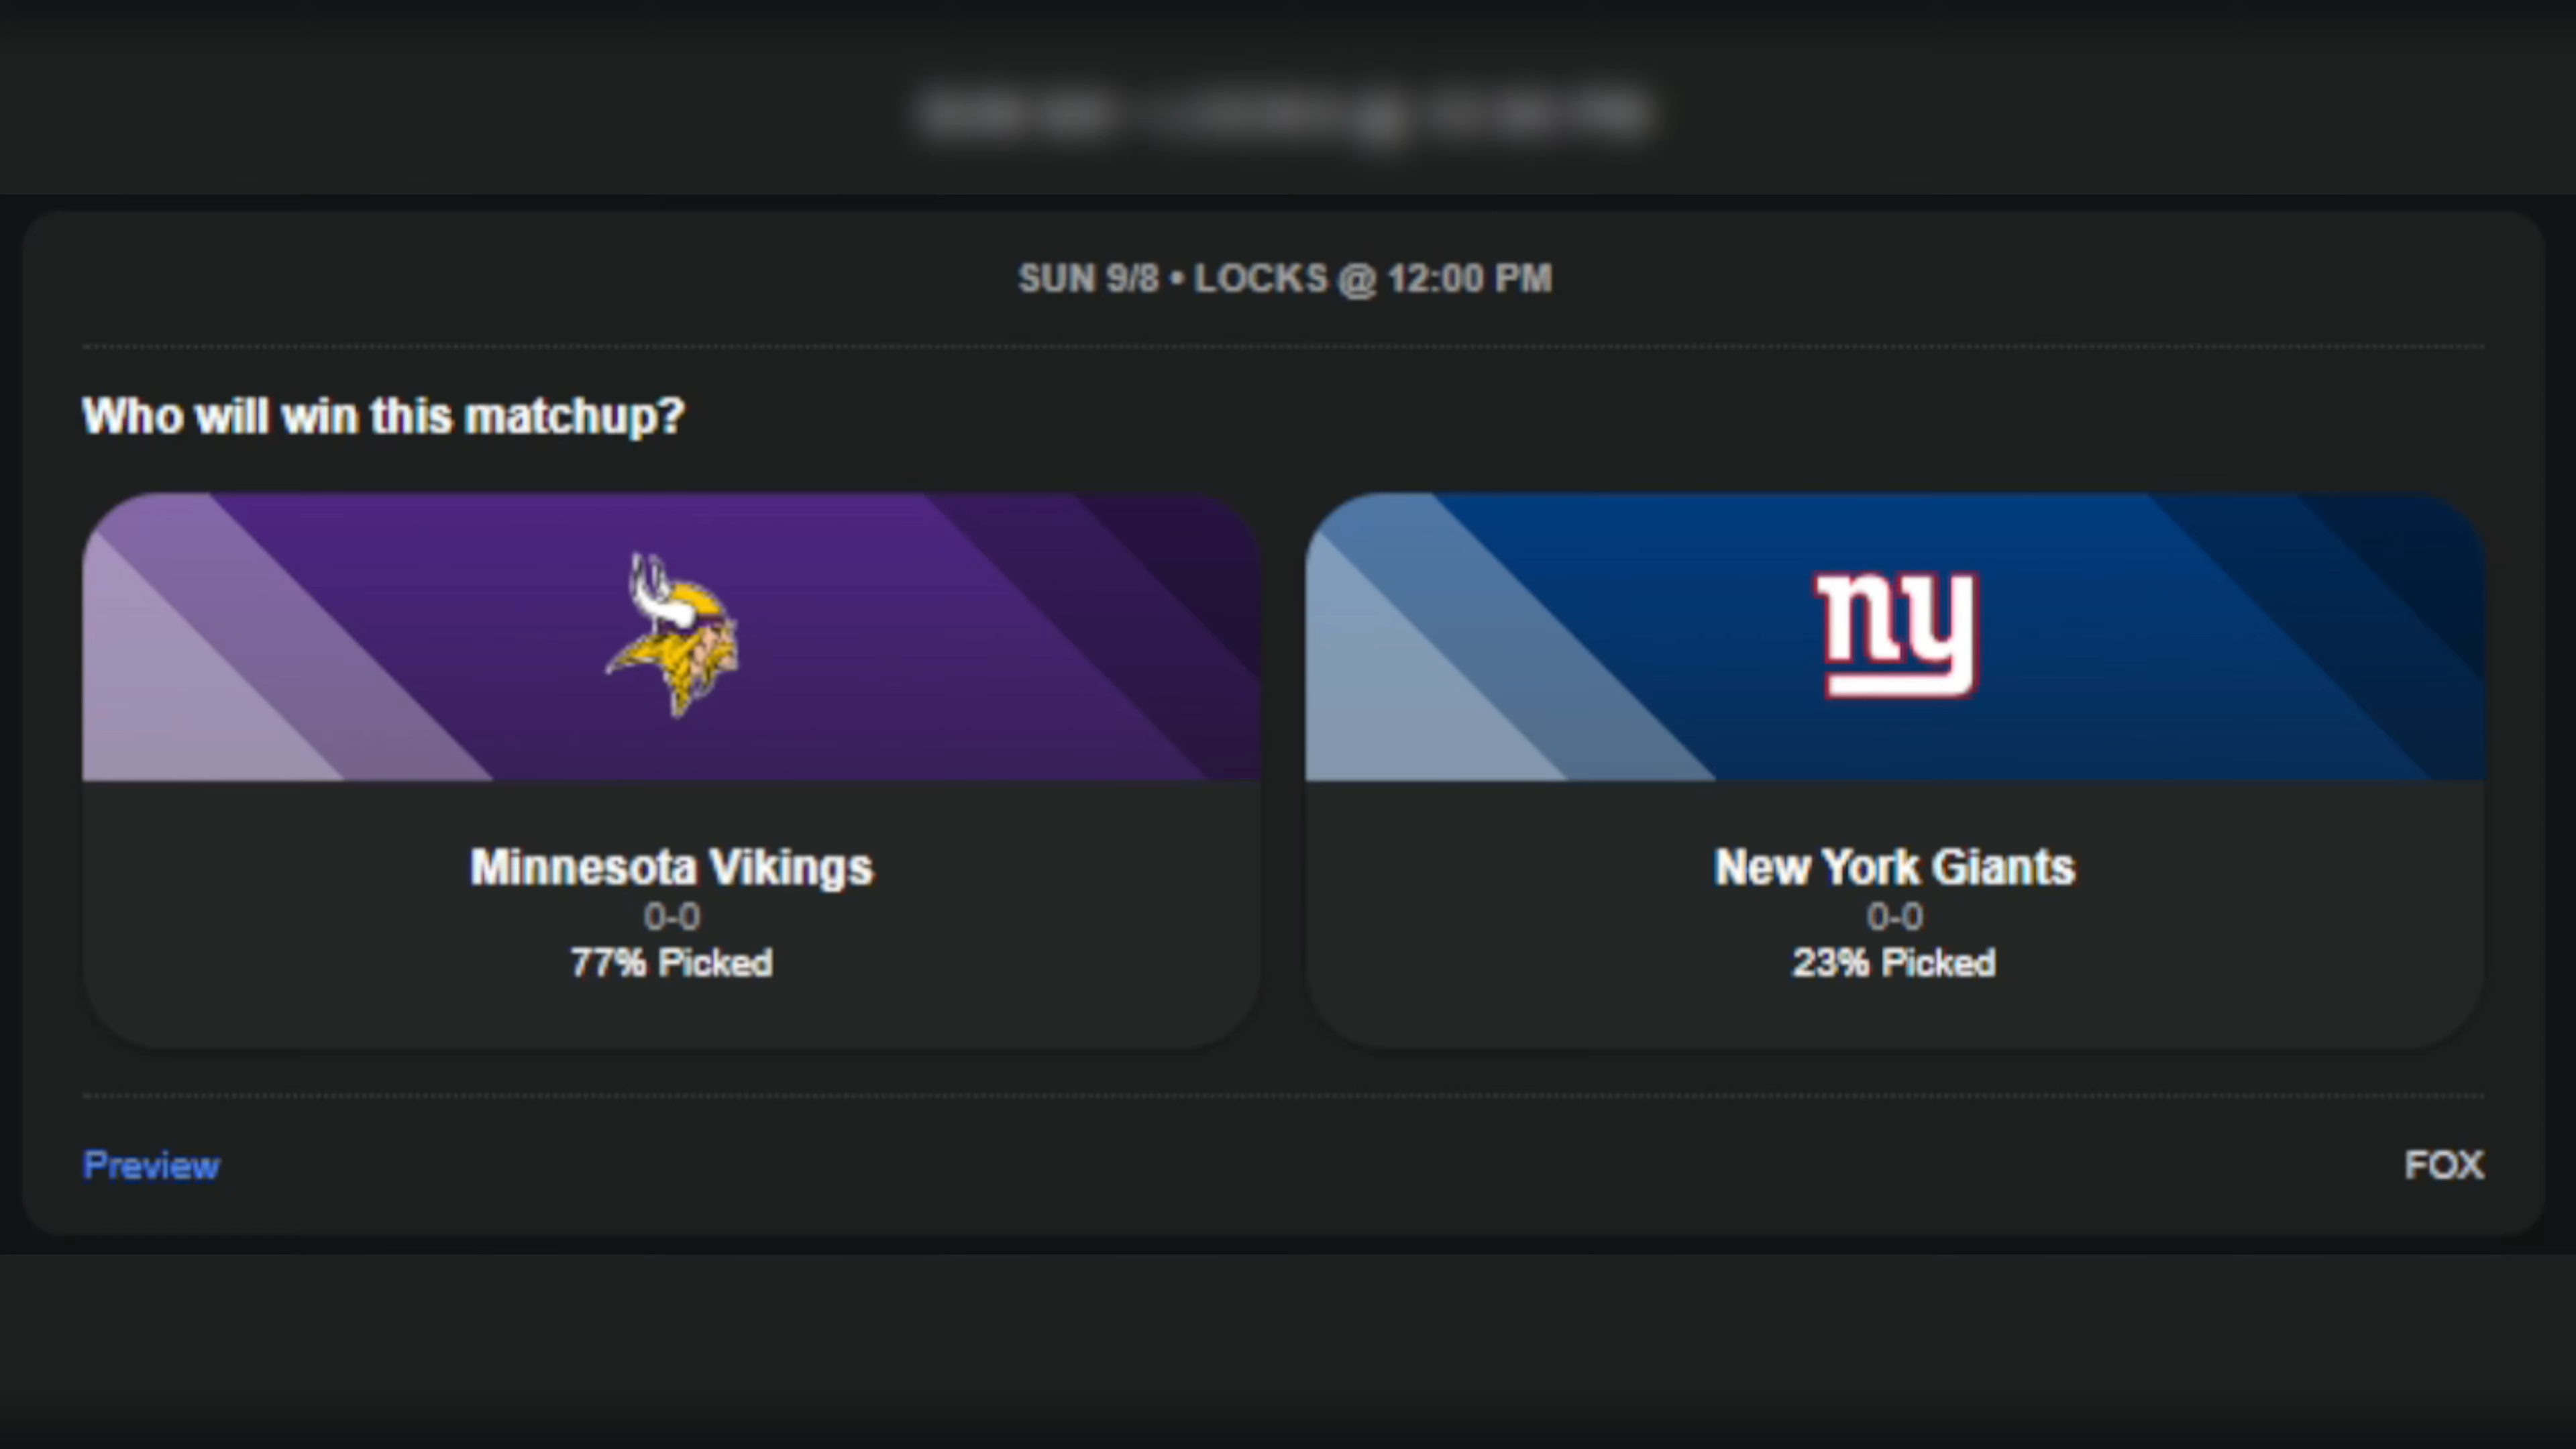 SUN 9/8 • LOCKS @ 12:00 PM
Who will win this matchup?
ny
Minnesota Vikings
0-0
77% Picked
New York Giants
0-0
23% Picked
Preview
FOX